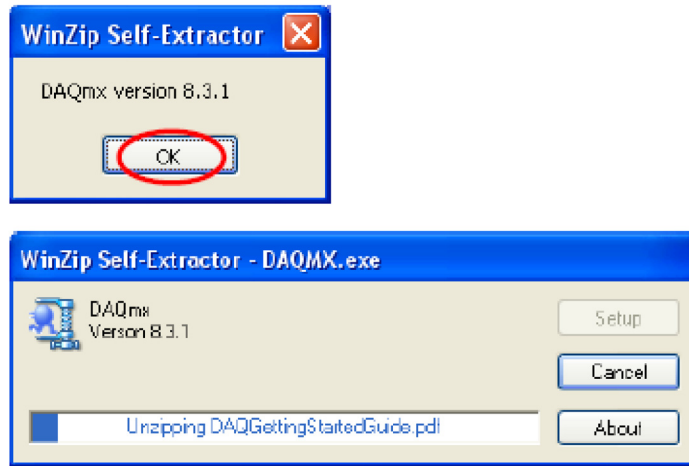 WinZip Self-Extractor
DAQmx version 8.3.1
OK
WinZip Self-Extractor - DAQMX.exe
DAQmx
Verson 8.3.1
Setup
Cancel
Unzipping DAQGettingStartedGuide.pdf
About